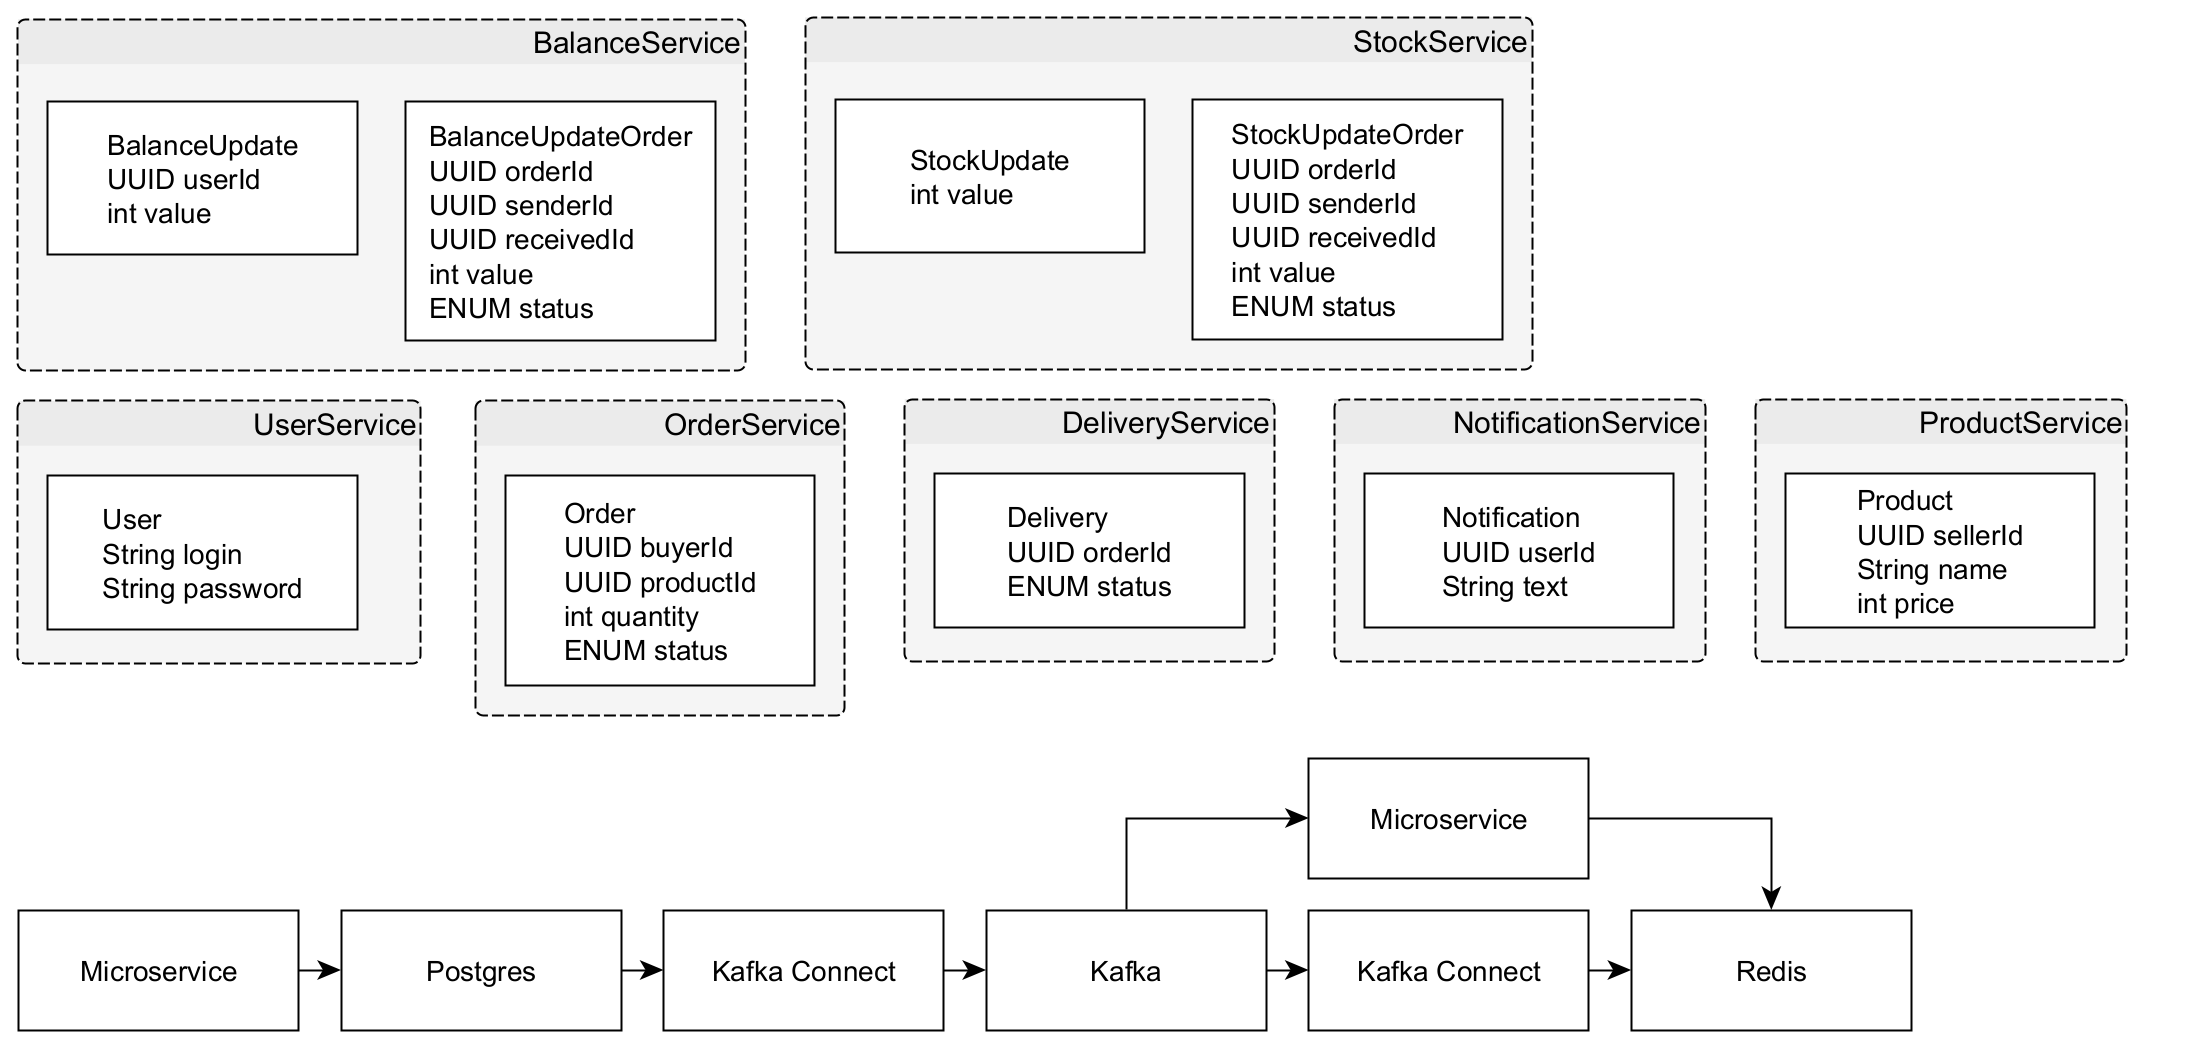 BalanceService
BalanceUpdate
UUID userId
int value
BalanceUpdateOrder
UUID orderId
UUID senderId
UUID receivedId
int value
ENUM status
StockService
StockUpdate
int value
StockUpdateOrder
UUID orderId
UUID senderId
UUID receivedId
int value
ENUM status
UserService
User
String login
String password
OrderService
Order
UUID buyerId
UUID productId
int quantity
ENUM status
DeliveryService
Delivery
UUID orderId
ENUM status
NotificationService
Notification
UUID userId
String text
ProductService
Product
UUID sellerId
String name
int price
Microservice
Microservice
Postgres
Kafka Connect
Kafka
Kafka Connect
Redis